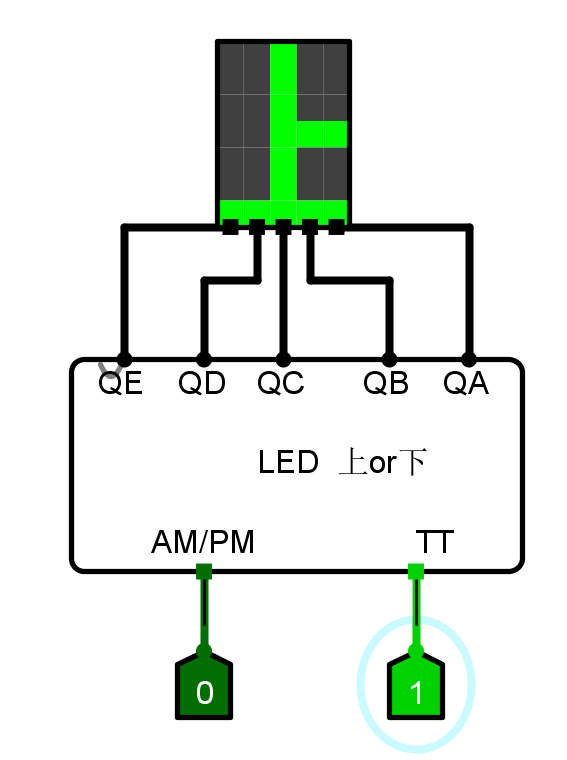 QE QD QC QB QA
LED 上or下
AM/PM TT
0 1